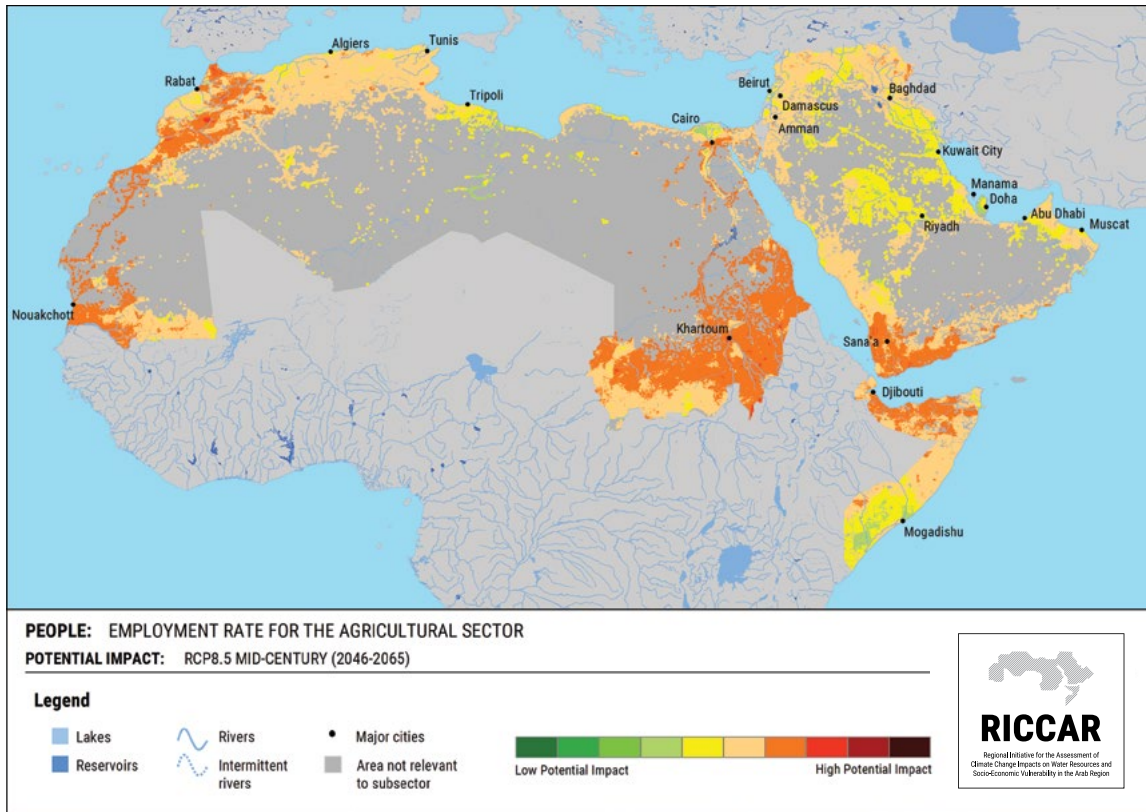 Algiers
Tunis
Rabat
Tripoli
Beirut
Baghdad
Damascus
Cairo
Amman
Kuwait City
Manama
Doha
Abu Dhabi
Riyadh
Muscat
Nouakchott
Khartoum
Sana'a
Djibouti
Mogadishu
PEOPLE: EMPLOYMENT RATE FOR THE AGRICULTURAL SECTOR
POTENTIAL IMPACT: RCP8.5 MID-CENTURY (2046-2065)
Legend
Lakes
Reservoirs
Rivers
Intermittent
rivers
Major cities
Area not relevant
to subsector
Low Potential Impact
High Potential Impact
RICCAR
Regional Initiative for the Assessment of
Climate Change Impacts on Water Resources and
Socio-Economic Vulnerability in the Arab Region